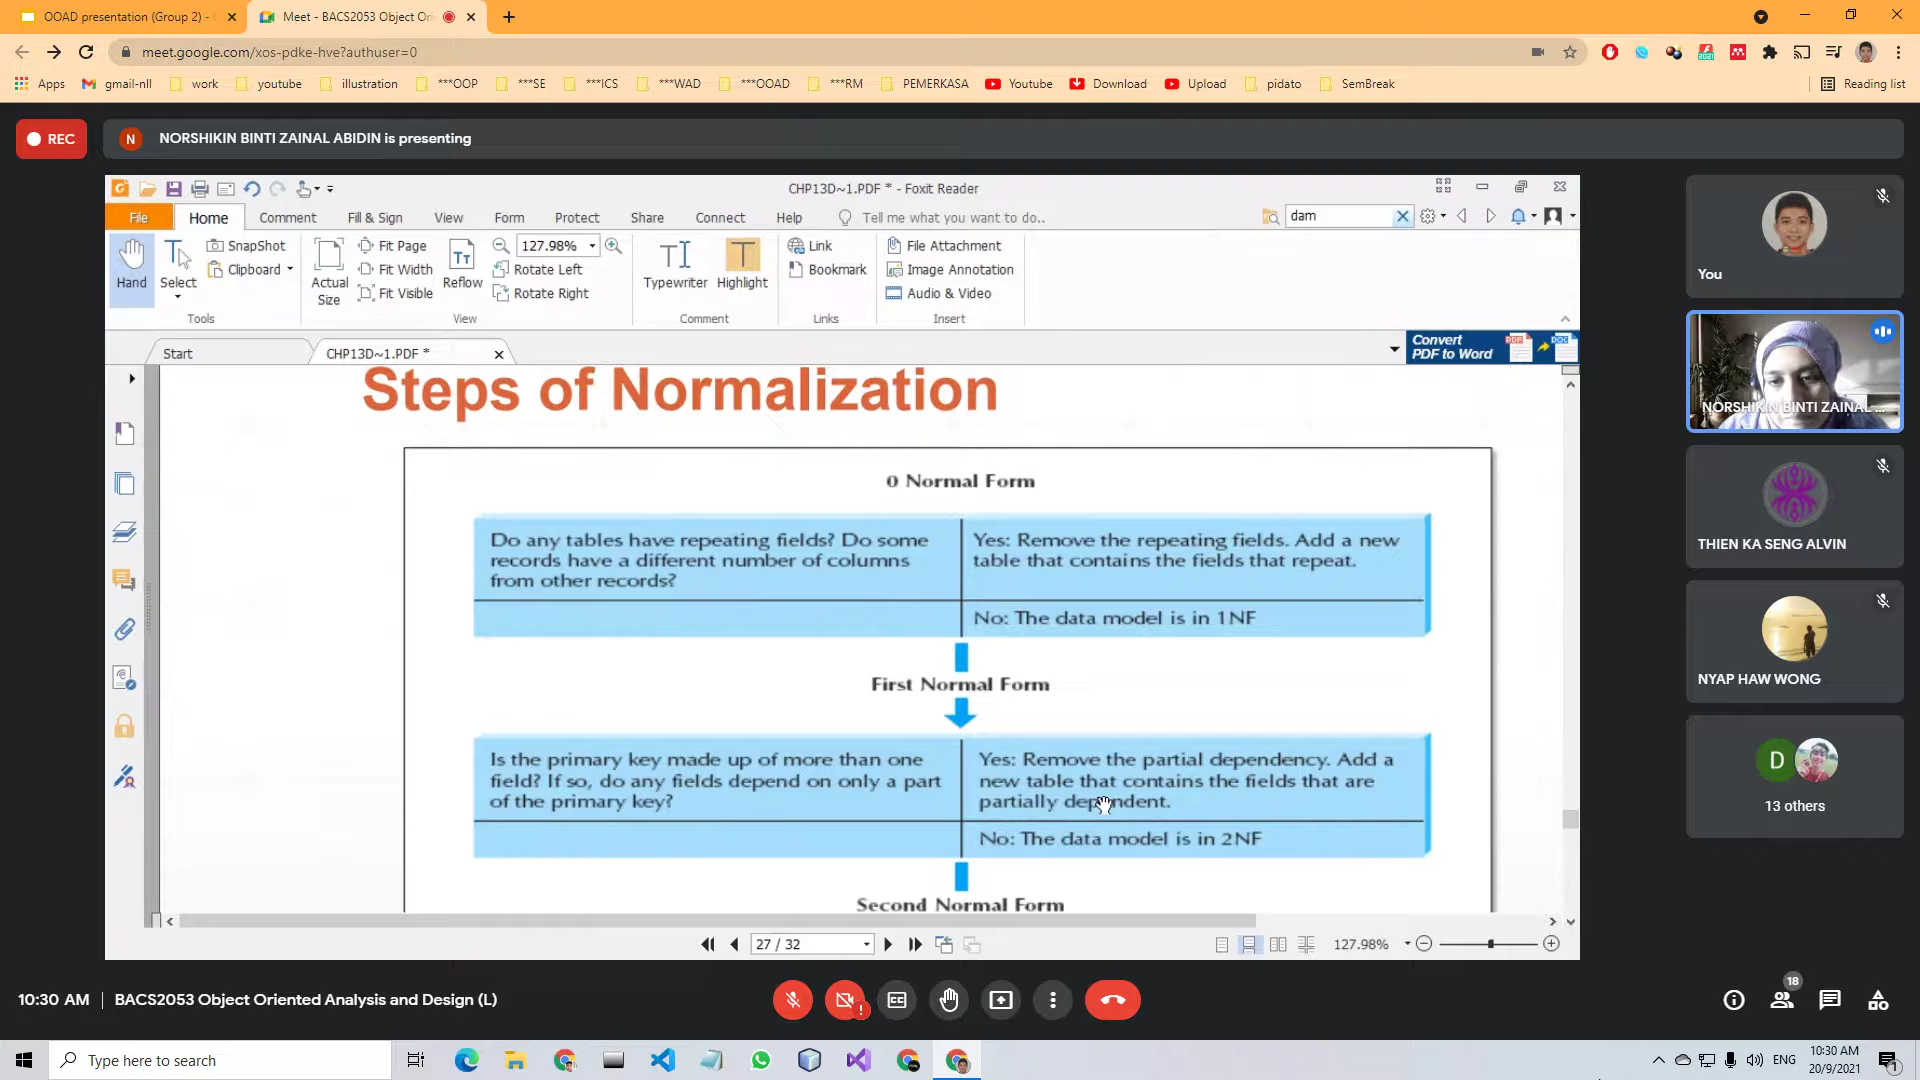 OOAD presentation (Group 2) -
Meet - BACS2053 Object Ori
meet.google.com/xos-pdke-hve?authuser=0
Apps
gmail-nll
work
youtube
illustration
***OOP
***SE
***ICS
***WAD
***OOAD
***RM
PEMERKASA
Youtube
Download
Upload
pidato
SemBreak
Reading list
REC
N
NORSHIKIN BINTI ZAINAL ABIDIN is presenting
CHP13D~1.PDF * - Foxit Reader
File
Home
Comment
Fill & Sign
View
Form
Protect
Share
Connect
Help
Tell me what you want to do..
dam
Hand
Select
SnapShot
Clipboard
Tools
Actual
Size
Fit Page
Fit Width
Fit Visible
Reflow
127.98%
Rotate Left
Rotate Right
View
Typewriter
Highlight
Comment
Link
Bookmark
Links
File Attachment
Image Annotation
Audio & Video
Insert
Start
CHP13D~1.PDF *
Convert
PDF to Word
Steps of Normalization
0 Normal Form
Do any tables have repeating fields? Do some
records have a different number of columns
from other records?
Yes: Remove the repeating fields. Add a new
table that contains the fields that repeat.
No: The data model is in 1NF
First Normal Form
Is the primary key made up of more than one
field? If so, do any fields depend on only a part
of the primary key?
Yes: Remove the partial dependency. Add a
new table that contains the fields that are
partially dependent.
No: The data model is in 2NF
Second Normal Form
27 / 32
127.98%
You
NORSHIKIN BINTI ZAINAL ...
THIEN KA SENG ALVIN
NYAP HAW WONG
D
13 others
10:30 AM
BACS2053 Object Oriented Analysis and Design (L)
18
Type here to search
ENG
10:30 AM
20/9/2021
1